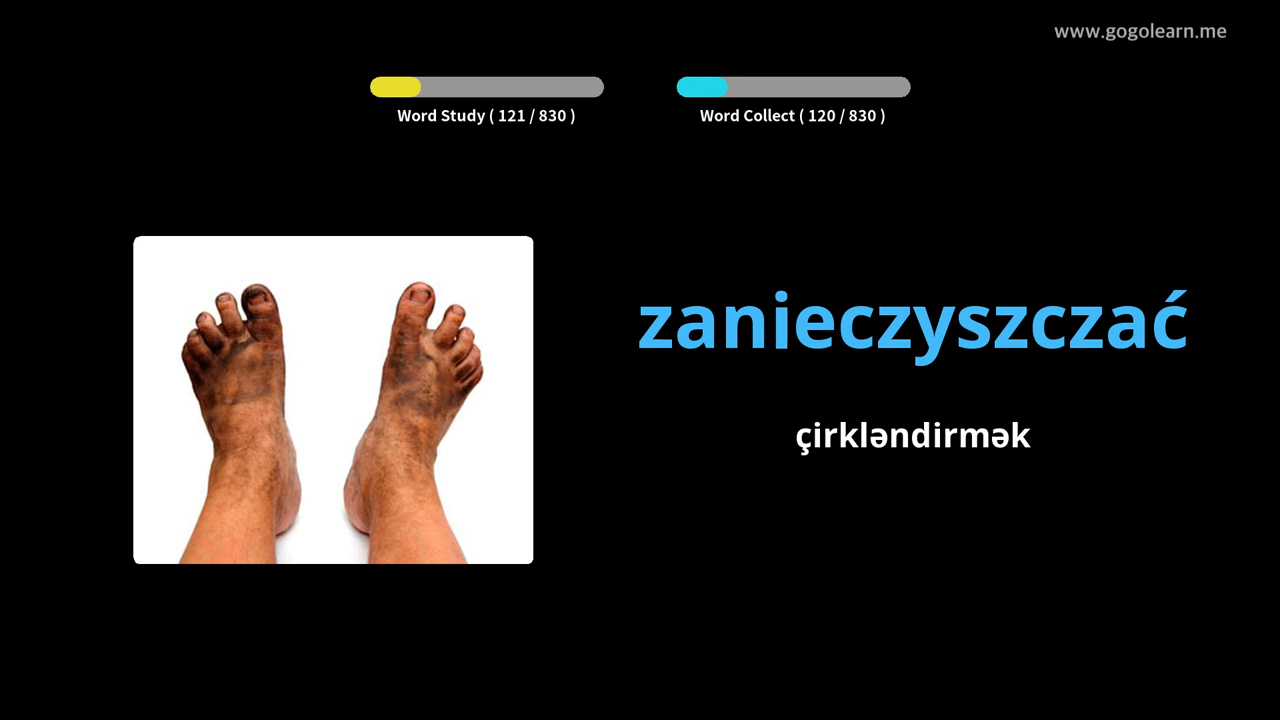 www.gogolearn.me
Word Study ( 121 / 830 )
Word Collect ( 120 / 830 )
zanieczyszczać
çirkləndirmək